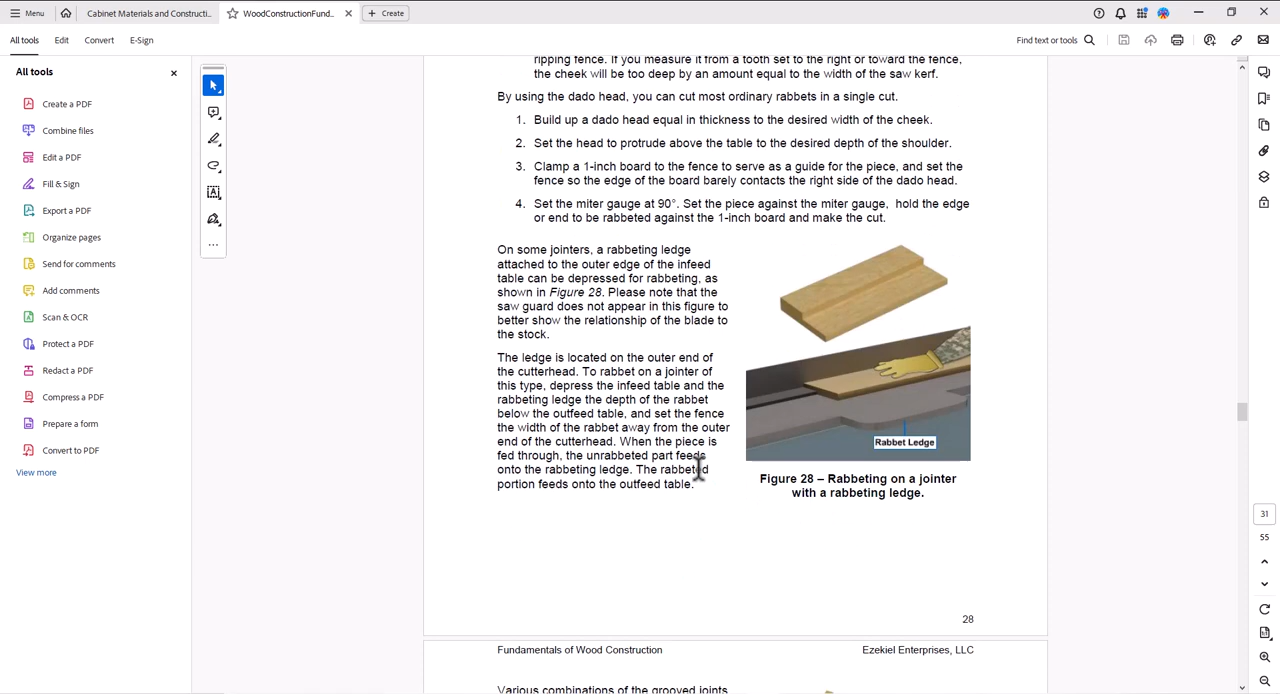 Menu
Cabinet Materials and Constructi...
WoodConstructionFund...
Create
All tools
Edit
Convert
E-Sign
Find text or tools
All tools
Create a PDF
Combine files
Edit a PDF
Fill & Sign
Export a PDF
Organize pages
Send for comments
Add comments
Scan & OCR
Protect a PDF
Redact a PDF
Compress a PDF
Prepare a form
Convert to PDF
View more
ripping fence. If you measure it from a tooth set to the right or toward the fence,
the cheek will be too deep by an amount equal to the width of the saw kerf.
By using the dado head, you can cut most ordinary rabbets in a single cut.
1. Build up a dado head equal in thickness to the desired width of the cheek.
2. Set the head to protrude above the table to the desired depth of the shoulder.
3. Clamp a 1-inch board to the fence to serve as a guide for the piece, and set the
fence so the edge of the board barely contacts the right side of the dado head.
4. Set the miter gauge at 90°. Set the piece against the miter gauge, hold the edge
or end to be rabbeted against the 1-inch board and make the cut.
On some jointers, a rabbeting ledge
attached to the outer edge of the infeed
table can be depressed for rabbeting, as
shown in Figure 28. Please note that the
saw guard does not appear in this figure to
better show the relationship of the blade to
the stock.
The ledge is located on the outer end of
the cutterhead. To rabbet on a jointer of
this type, depress the infeed table and the
rabbeting ledge the depth of the rabbet
below the outfeed table, and set the fence
the width of the rabbet away from the outer
end of the cutterhead. When the piece is
fed through, the unrabbeted part feeds
onto the rabbeting ledge. The rabbeted
portion feeds onto the outfeed table.
Rabbet Ledge
Figure 28 – Rabbeting on a jointer
with a rabbeting ledge.
28
Fundamentals of Wood Construction
Ezekiel Enterprises, LLC
Various combinations of the grooved joints
31
55